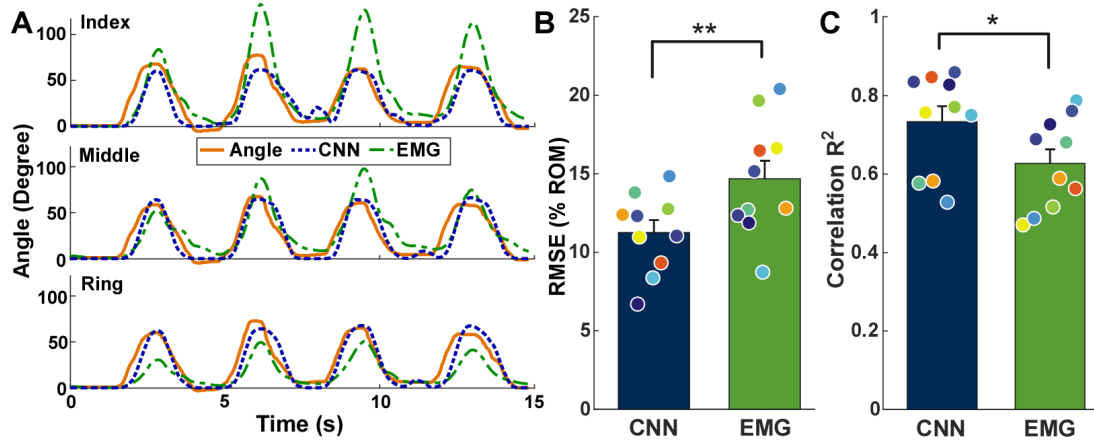 A
Index
100
50
0
Middle
Angle CNN EMG
100
50
0
Angle (Degree)
Ring
100
50
0
0 5 10 15
Time (s)
B
**
25
20
15
10
5
0
RMSE (% ROM)
CNN EMG
C
*
1
0.8
0.6
0.4
0.2
0
Correlation R²
CNN EMG